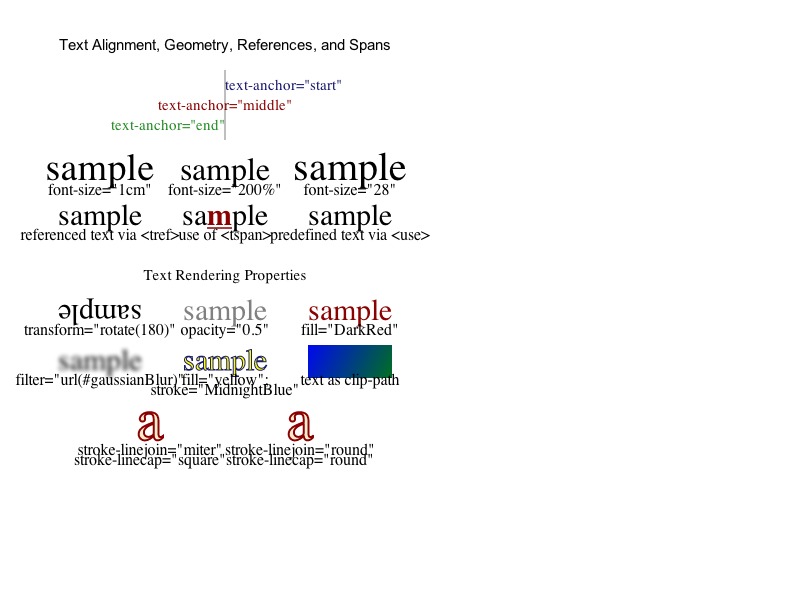 Text Alignment, Geometry, References, and Spans
text-anchor="start"
text-anchor="middle"
text-anchor="end"
sample sample sample
font-size="1cm" font-size="200%" font-size="28"
sample sample sample
referenced text via <tref> use of <tspan> predefined text via <use>
Text Rendering Properties
sample sample sample
transform="rotate(180)" opacity="0.5" fill="DarkRed"
sample sample
filter="url(#gaussianBlur)" fill="yellow"; text as clip-path
stroke="MidnightBlue"
a a
stroke-linejoin="miter" stroke-linejoin="round"
stroke-linecap="square" stroke-linecap="round"